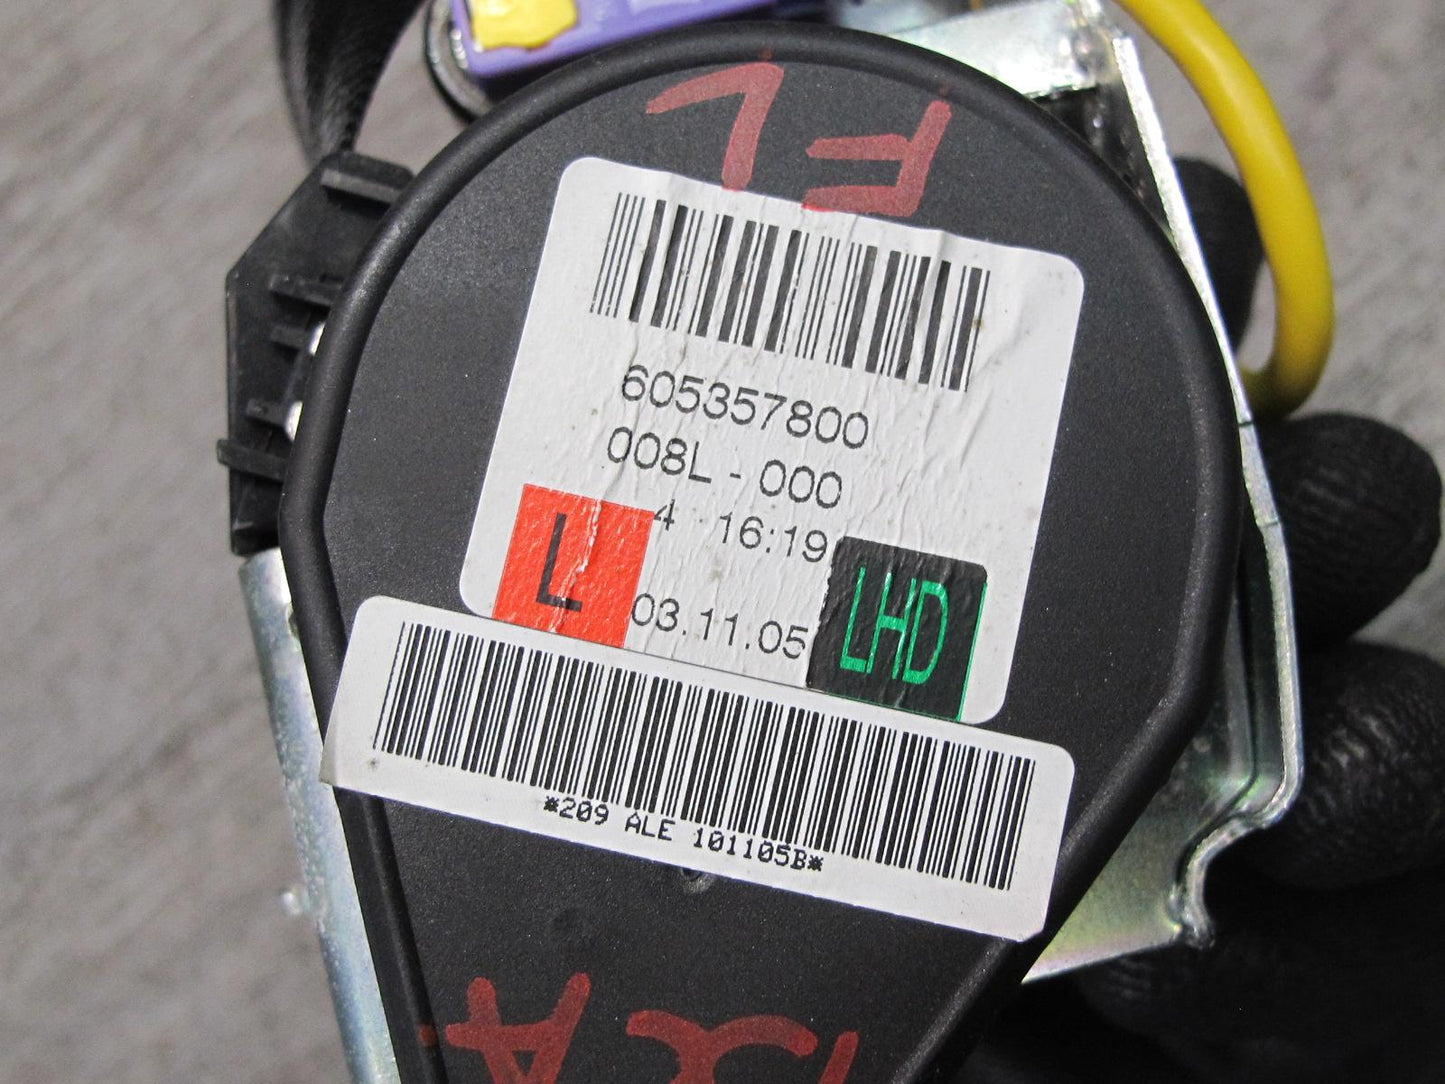 FL
605357800
008L - 000
4 16:19
L
03.11.05
LHD
*209 ALE 101105B*